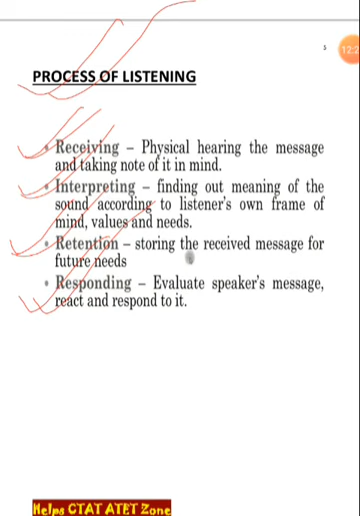 3
12:2
PROCESS OF LISTENING
• Receiving – Physical hearing the message
and taking note of it in mind.
• Interpreting – finding out meaning of the
sound according to listener's own frame of
mind, values and needs.
• Retention – storing the received message for
future needs
• Responding – Evaluate speaker's message,
react and respond to it.
Helps CTAT ATET Zone